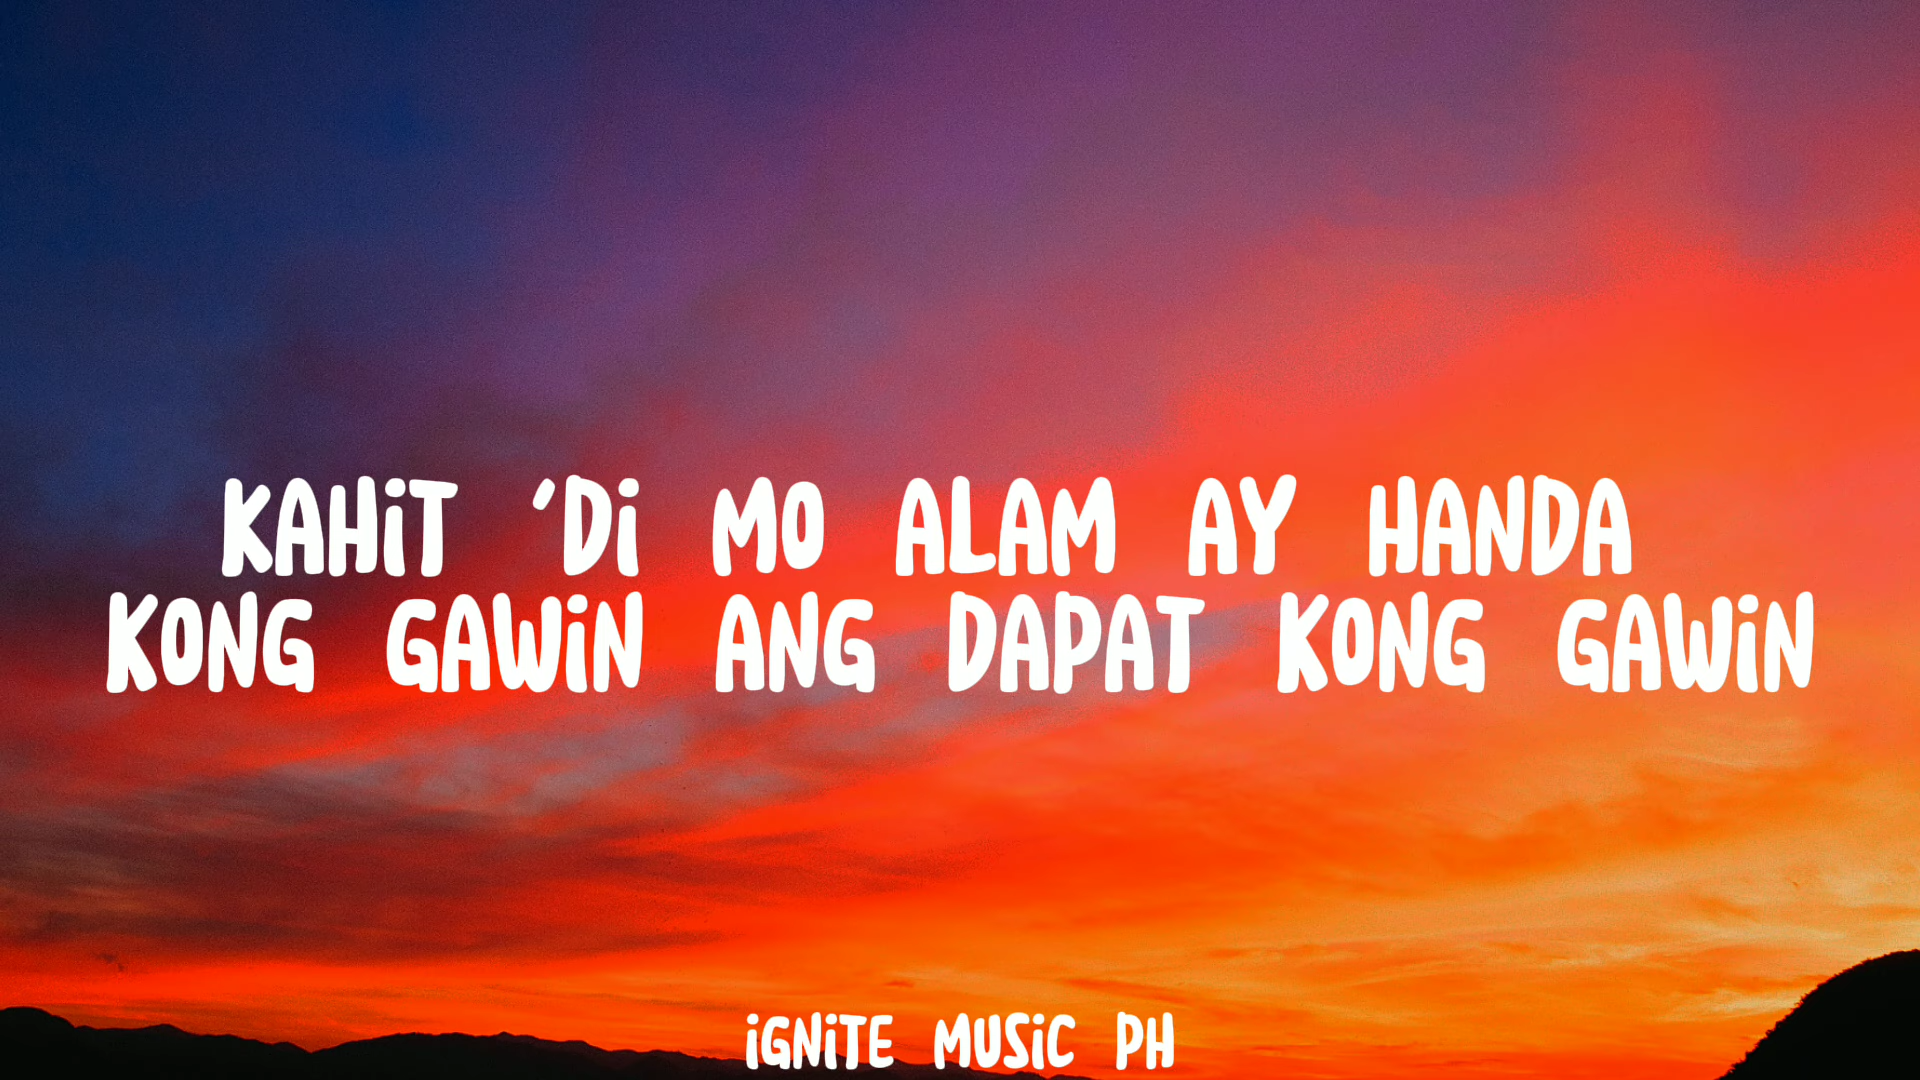 KAHiT 'Di MO ALAM AY HANDA
KONG GAWiN ANG DAPAT KONG GAWiN
iGNiTE MUSiC PH